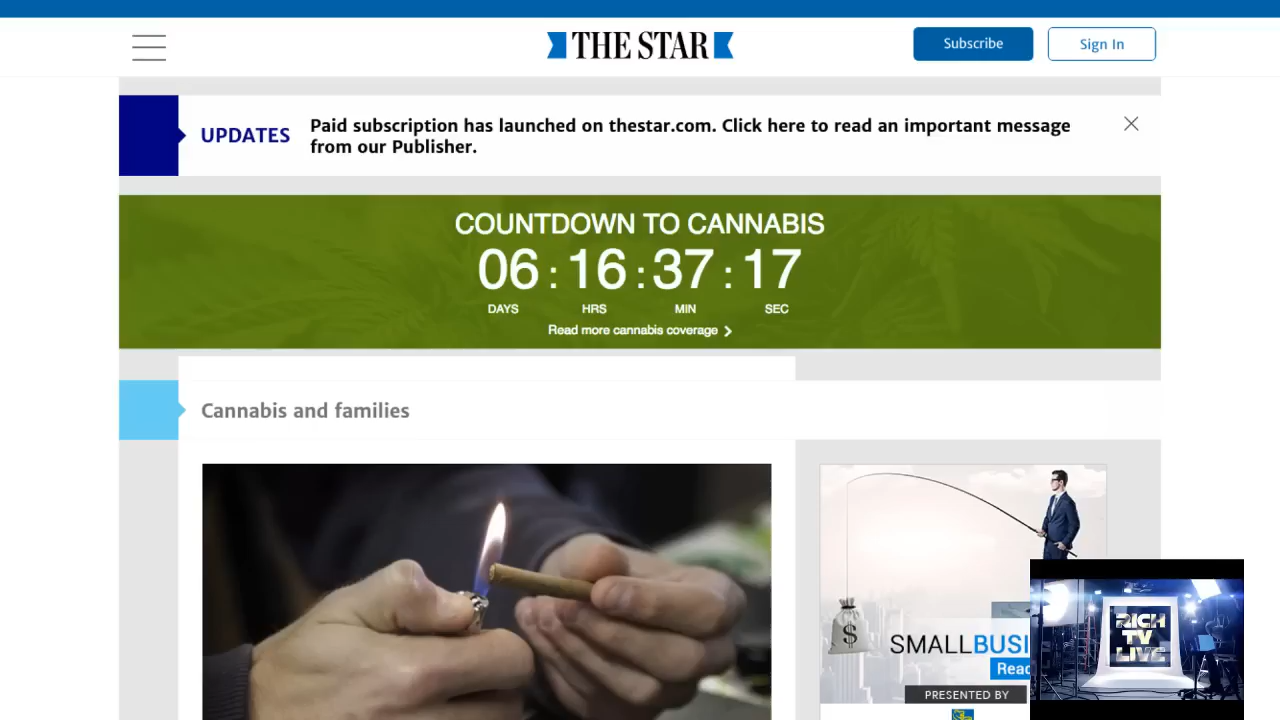 THE STAR
Subscribe
Sign In
UPDATES
Paid subscription has launched on thestar.com. Click here to read an important message
from our Publisher.
COUNTDOWN TO CANNABIS
06 : 16 : 37 : 17
DAYS HRS MIN SEC
Read more cannabis coverage
Cannabis and families
$
SMALLBUSI
Read
PRESENTED BY
RICH
TV
LIVE